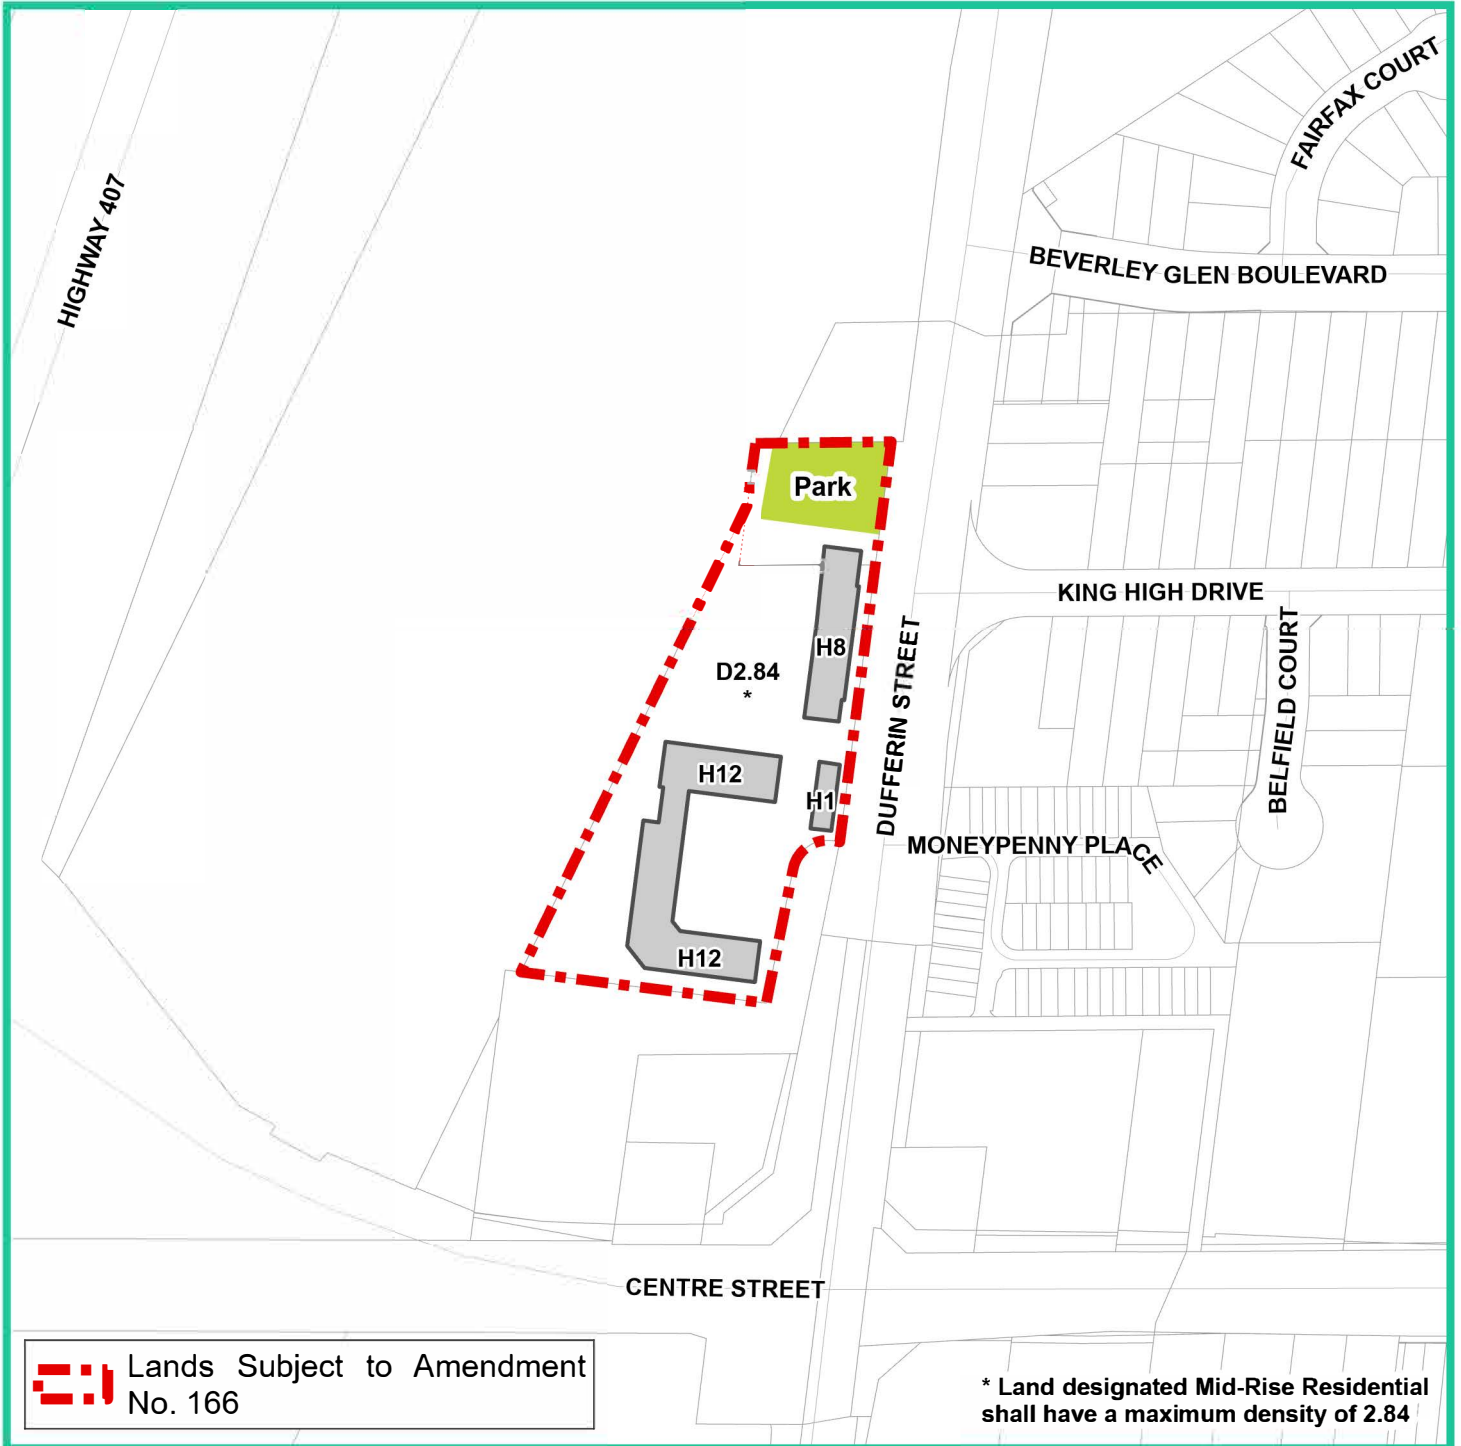 FAIRFAX COURT
HIGHWAY 407
BEVERLEY GLEN BOULEVARD
Park
KING HIGH DRIVE
H8
D2.84
*
DUFFERIN STREET
BELFIELD COURT
H12
H1
MONEYPENNY PLACE
H12
CENTRE STREET
Lands Subject to Amendment
No. 166
* Land designated Mid-Rise Residential
shall have a maximum density of 2.84